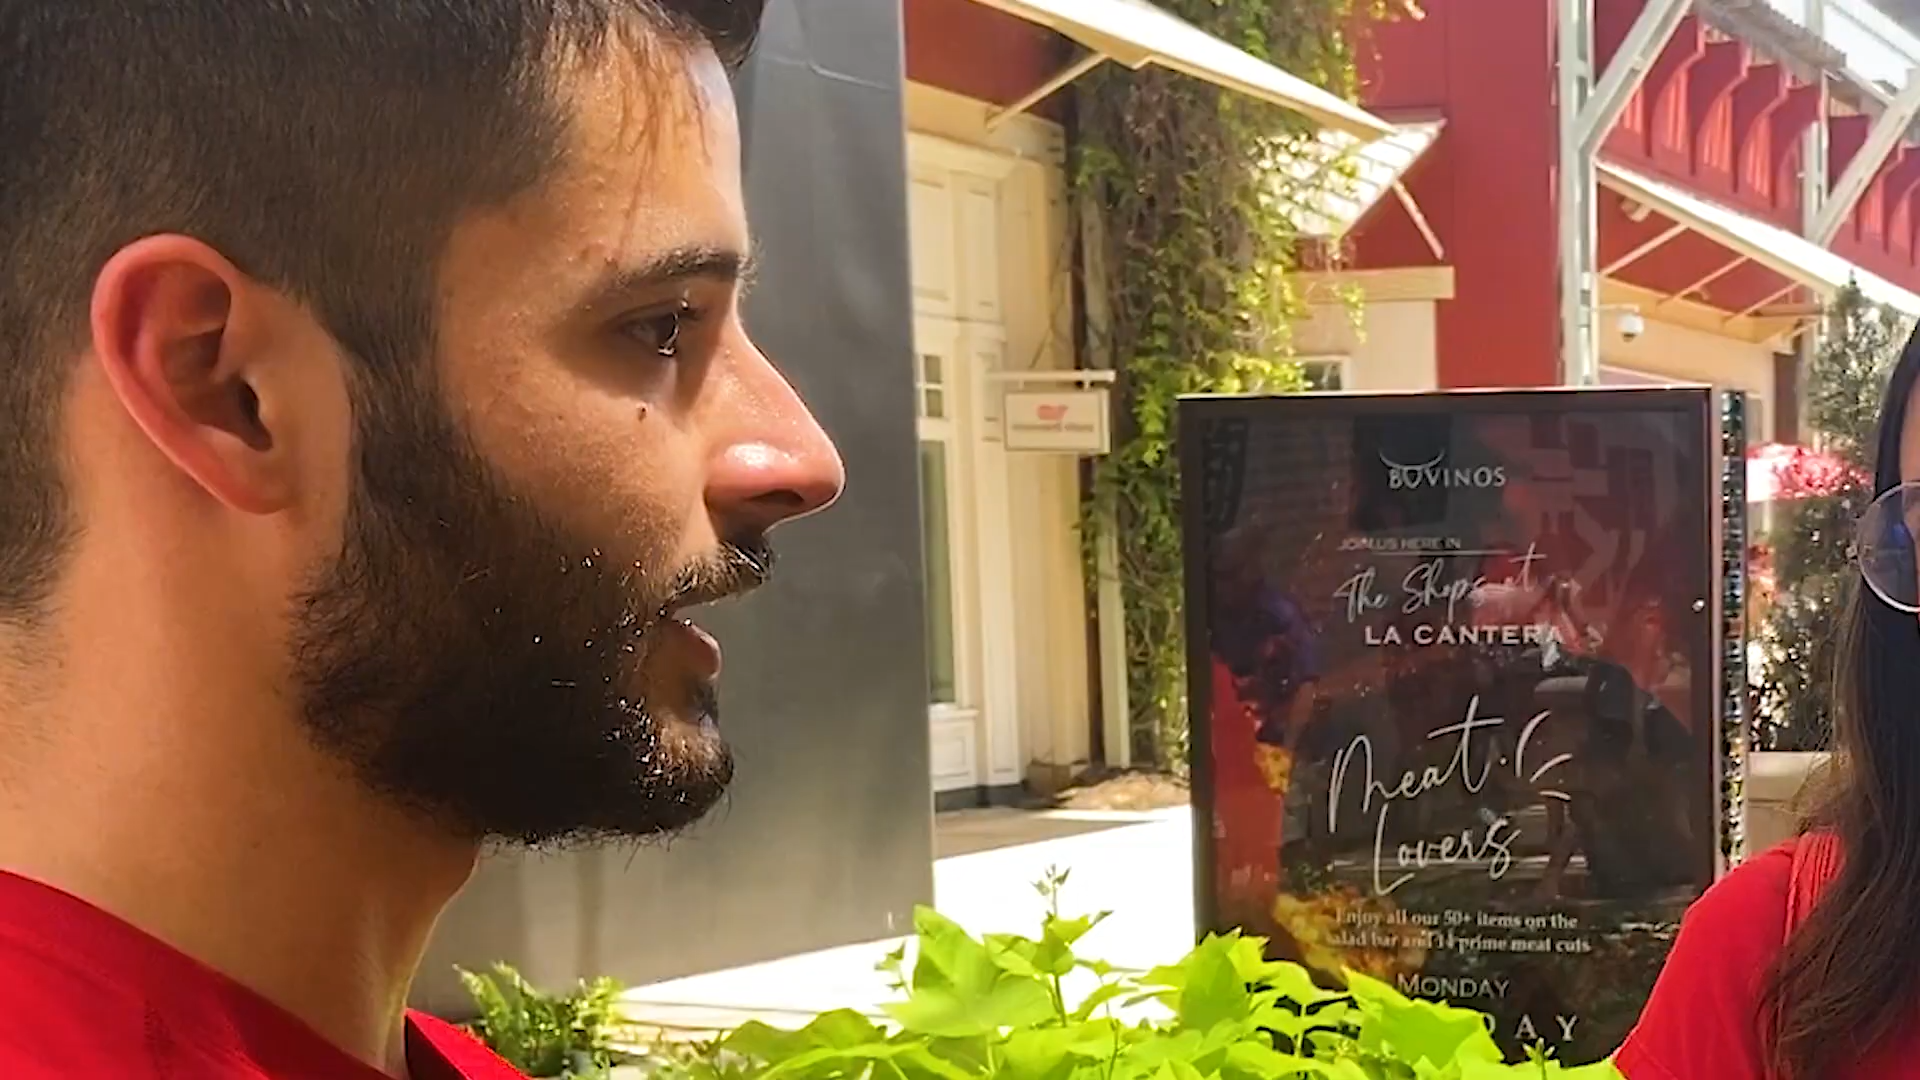 BOVINOS
JOIN US HERE IN
The Shops at
LA CANTERA
Meat
Lovers
Enjoy all our 50+ items on the
salad bar and 14 prime meat cuts
MONDAY
DAY